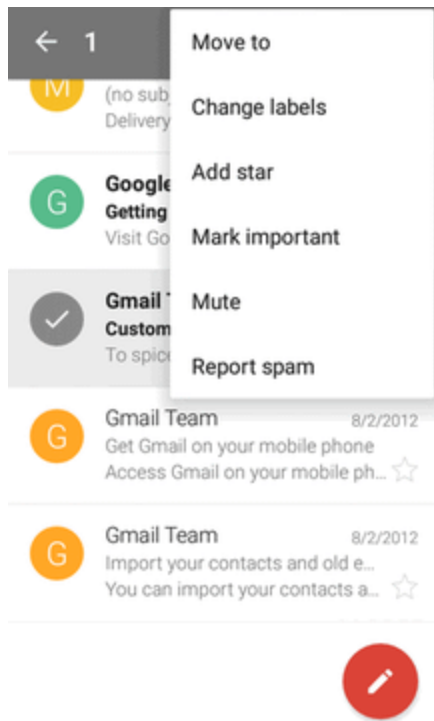 1
Move to
Change labels
Add star
Mark important
Mute
Report spam
M
(no sub
Delivery
G
Google
Getting
Visit Go
Gmail
Custom
To spice
G
Gmail Team 8/2/2012
Get Gmail on your mobile phone
Access Gmail on your mobile ph...
G
Gmail Team 8/2/2012
Import your contacts and old e...
You can import your contacts a...